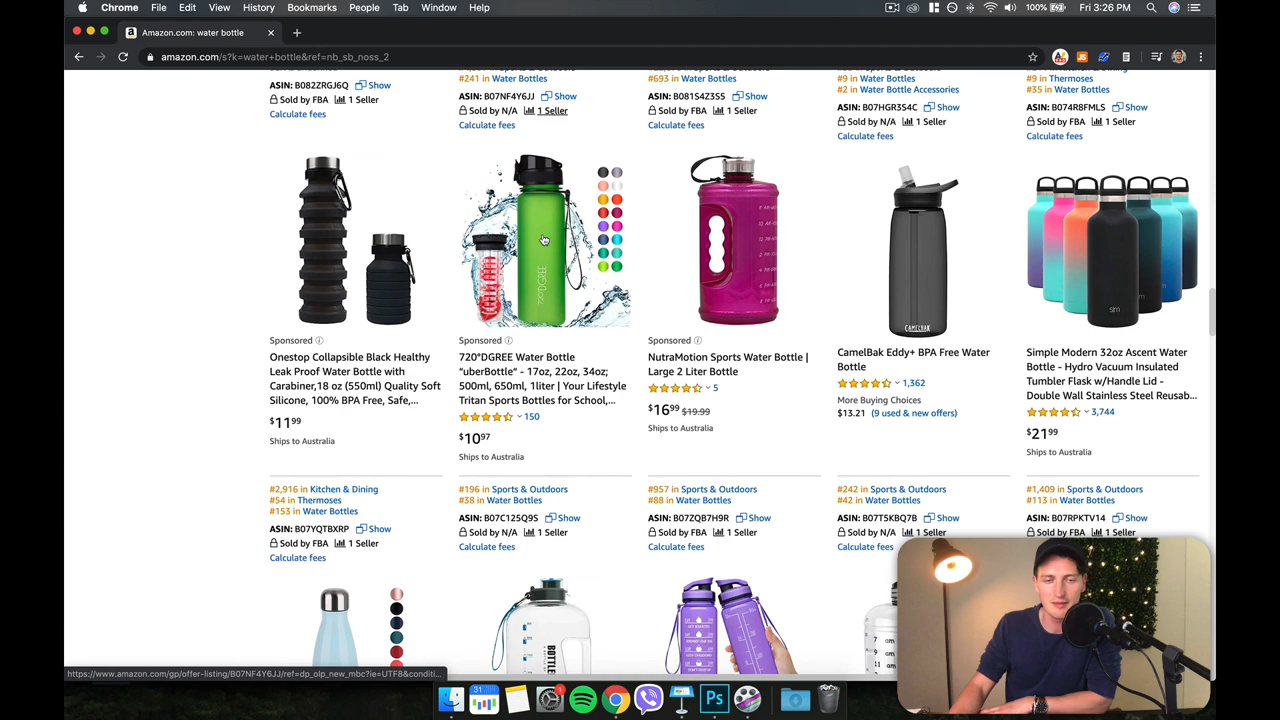 Chrome File Edit View History Bookmarks People Tab Window Help
100% Fri 3:26 PM
Amazon.com: water bottle
amazon.com/s?k=water+bottle&ref=nb_sb_noss_2
#241 in Water Bottles
#693 in Water Bottles
#9 in Water Bottles
#9 in Thermoses
ASIN: B082ZRGJ6Q Show
ASIN: B07NF4Y6JJ Show
ASIN: B081S4Z3S5 Show
#2 in Water Bottle Accessories
#35 in Water Bottles
Sold by FBA 1 Seller
Sold by N/A 1 Seller
Sold by FBA 1 Seller
ASIN: B07HGR3S4C Show
ASIN: B074R8FMLS Show
Calculate fees
Calculate fees
Calculate fees
Sold by N/A 1 Seller
Sold by FBA 1 Seller
Calculate fees
Calculate fees
720DGREE
CAMELBAK
sm
Sponsored
Onestop Collapsible Black Healthy
Leak Proof Water Bottle with
Carabiner,18 oz (550ml) Quality Soft
Silicone, 100% BPA Free, Safe,...
$11.99
Ships to Australia
#2,916 in Kitchen & Dining
#54 in Thermoses
#153 in Water Bottles
ASIN: B07YQTBXRP Show
Sold by FBA 1 Seller
Calculate fees
Sponsored
720°DGREE Water Bottle
“uberBottle“ - 17oz, 22oz, 34oz;
500ml, 650ml, 1liter | Your Lifestyle
Tritan Sports Bottles for School,...
150
$10.97
Ships to Australia
#196 in Sports & Outdoors
#38 in Water Bottles
ASIN: B07C125Q9S Show
Sold by N/A 1 Seller
Calculate fees
Sponsored
NutraMotion Sports Water Bottle |
Large 2 Liter Bottle
5
$16.99 $19.99
Ships to Australia
#957 in Sports & Outdoors
#88 in Water Bottles
ASIN: B07ZQB7H9R Show
Sold by FBA 1 Seller
Calculate fees
CamelBak Eddy+ BPA Free Water
Bottle
1,362
More Buying Choices
$13.21 (9 used & new offers)
#242 in Sports & Outdoors
#42 in Water Bottles
ASIN: B07T5KBQ7B Show
Sold by N/A 1 Seller
Calculate fees
Simple Modern 32oz Ascent Water
Bottle - Hydro Vacuum Insulated
Tumbler Flask w/Handle Lid -
Double Wall Stainless Steel Reusab...
3,744
$21.99
Ships to Australia
#1,409 in Sports & Outdoors
#113 in Water Bottles
ASIN: B07RPKTV14 Show
Sold by FBA 1 Seller
https://www.amazon.com/gp/offer-listing/B07NF4Y6JJ/ref=dp_olp_new_mbc?ie=UTF8&conditi...
31
Ps